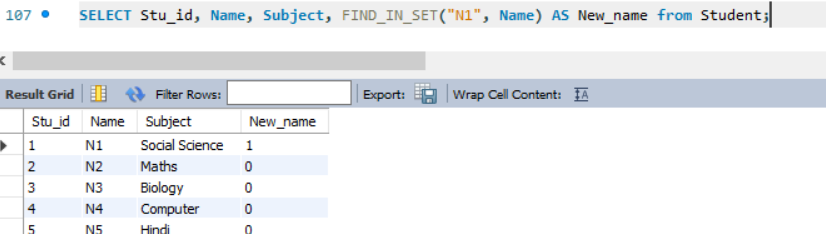 107 SELECT Stu_id, Name, Subject, FIND_IN_SET("N1", Name) AS New_name from Student;
Result Grid Filter Rows: Export: Wrap Cell Content: IA
Stu_id Name Subject New_name
1 N1 Social Science 1
2 N2 Maths 0
3 N3 Biology 0
4 N4 Computer 0
5 N5 Hindi 0